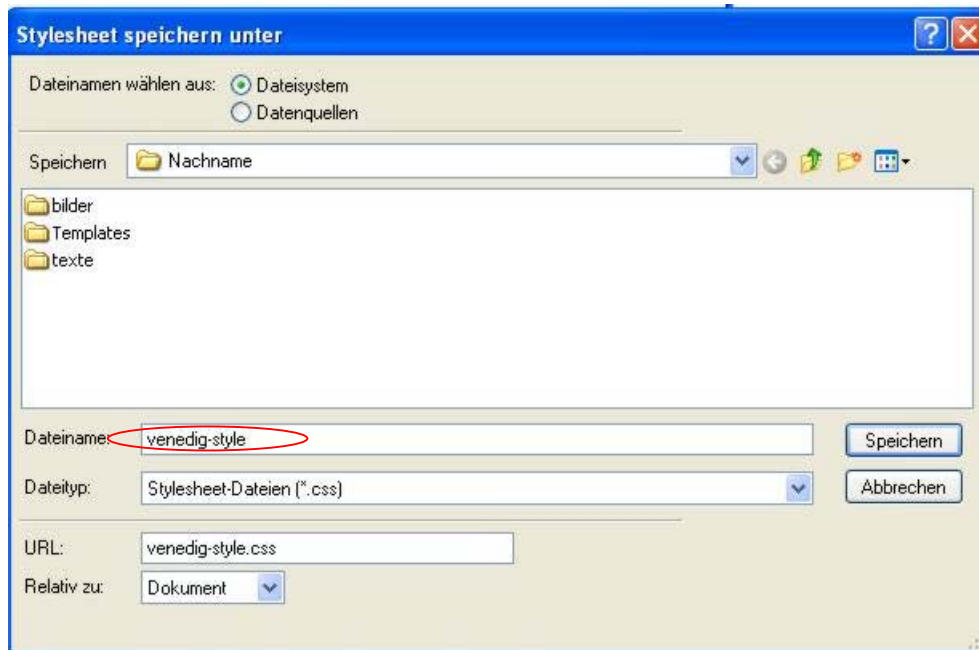 Stylesheet speichern unter
Dateinamen wählen aus: Dateisystem
Datenquellen
Speichern Nachname
bilder
Templates
texte
Dateiname: venedig-style Speichern
Dateityp: Stylesheet-Dateien (*.css) Abbrechen
URL: venedig-style.css
Relativ zu: Dokument